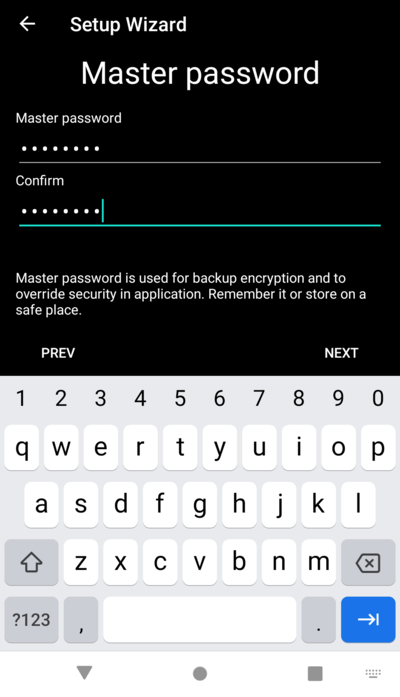 Setup Wizard
Master password
Master password
••••••••
Confirm
••••••••
Master password is used for backup encryption and to
override security in application. Remember it or store on a
safe place.
PREV NEXT
1 2 3 4 5 6 7 8 9 0
q w e r t y u i o p
a s d f g h j k l
z x c v b n m
?123 , .